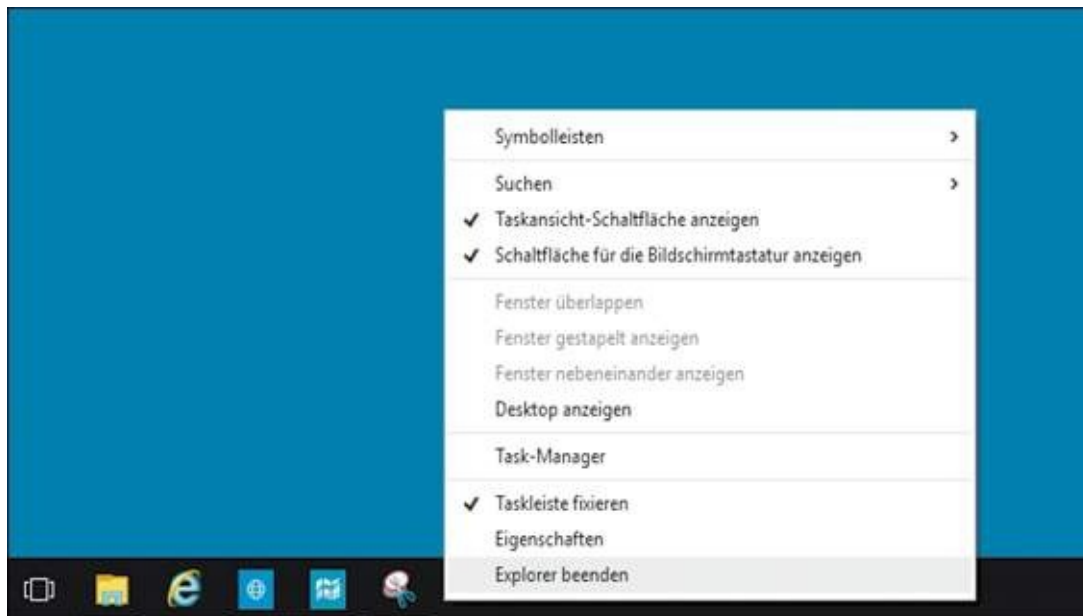 Symbolleisten
Suchen
Taskansicht-Schaltfläche anzeigen
Schaltfläche für die Bildschirmtastatur anzeigen
Fenster überlappen
Fenster gestapelt anzeigen
Fenster nebeneinander anzeigen
Desktop anzeigen
Task-Manager
Taskleiste fixieren
Eigenschaften
Explorer beenden